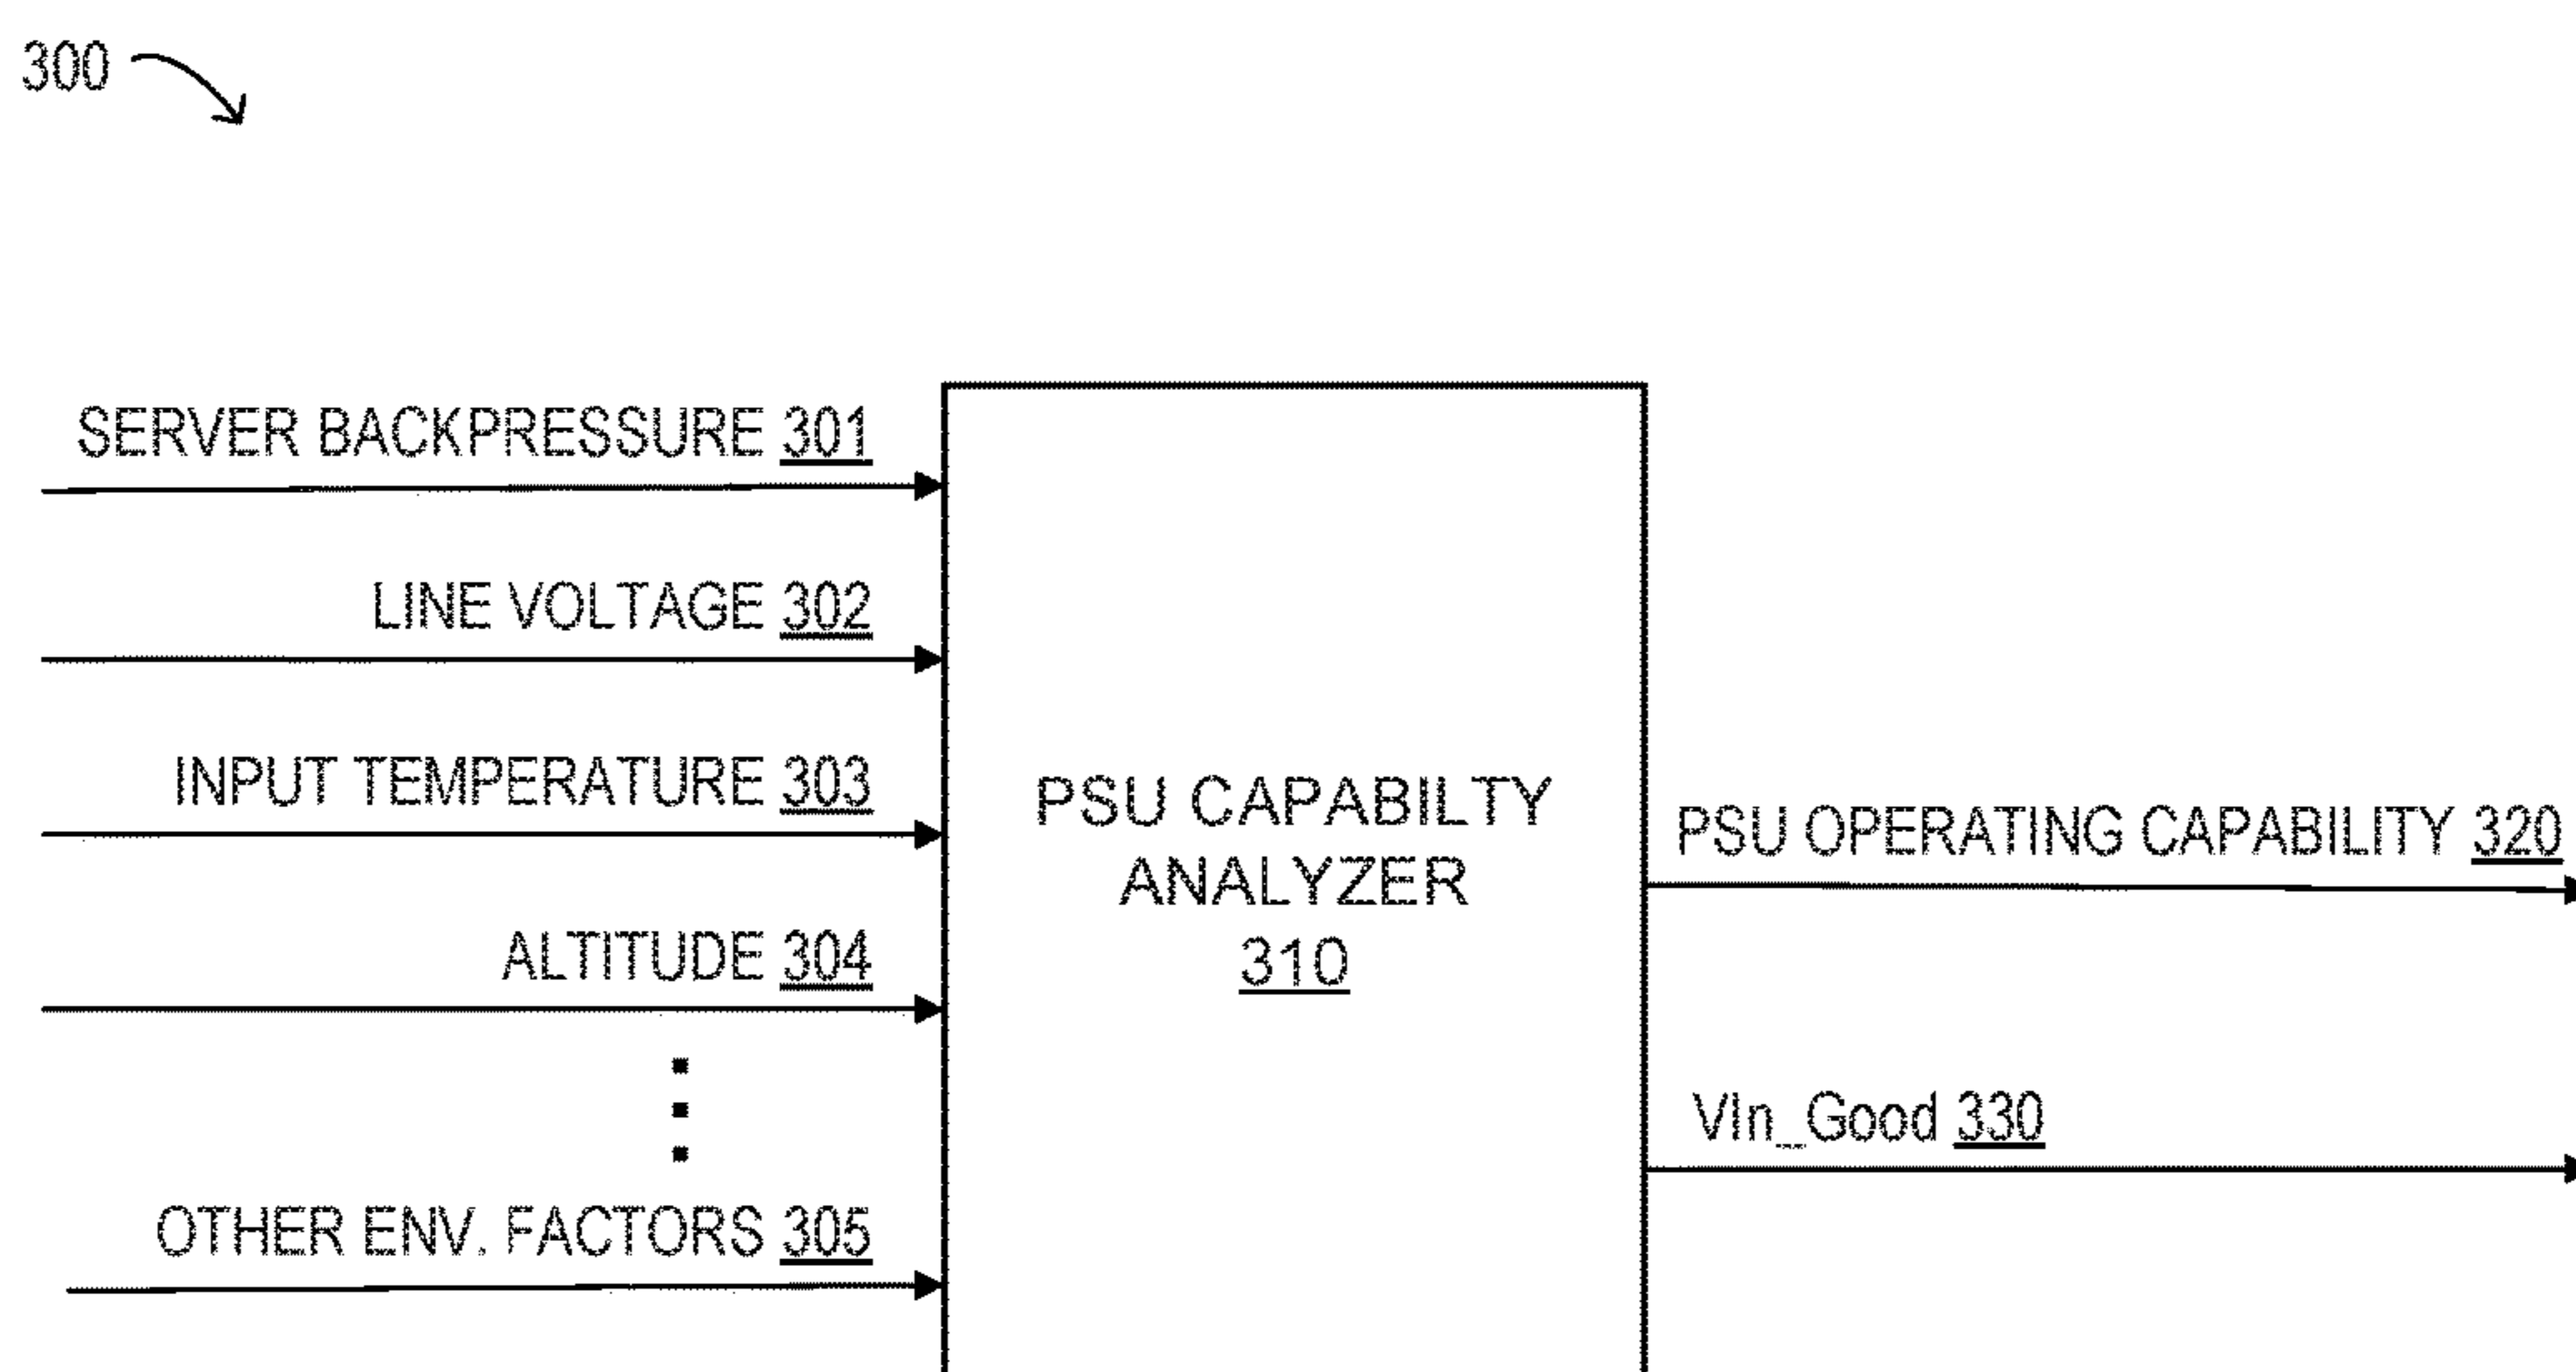 300
SERVER BACKPRESSURE 301
LINE VOLTAGE 302
INPUT TEMPERATURE 303
ALTITUDE 304
OTHER ENV. FACTORS 305
PSU CAPABILTY
ANALYZER
310
PSU OPERATING CAPABILITY 320
VIn_Good 330